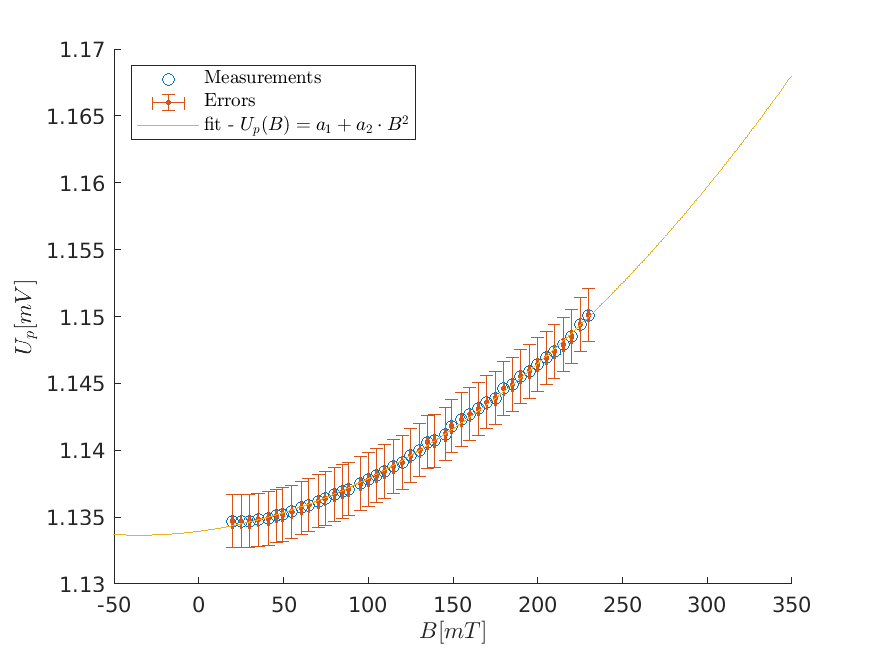 1.17
1.165
1.16
1.155
1.15
1.145
1.14
1.135
1.13
U_p[mV]
Measurements
Errors
fit - U_p(B) = a_1 + a_2 · B^2
-50 0 50 100 150 200 250 300 350
B[mT]